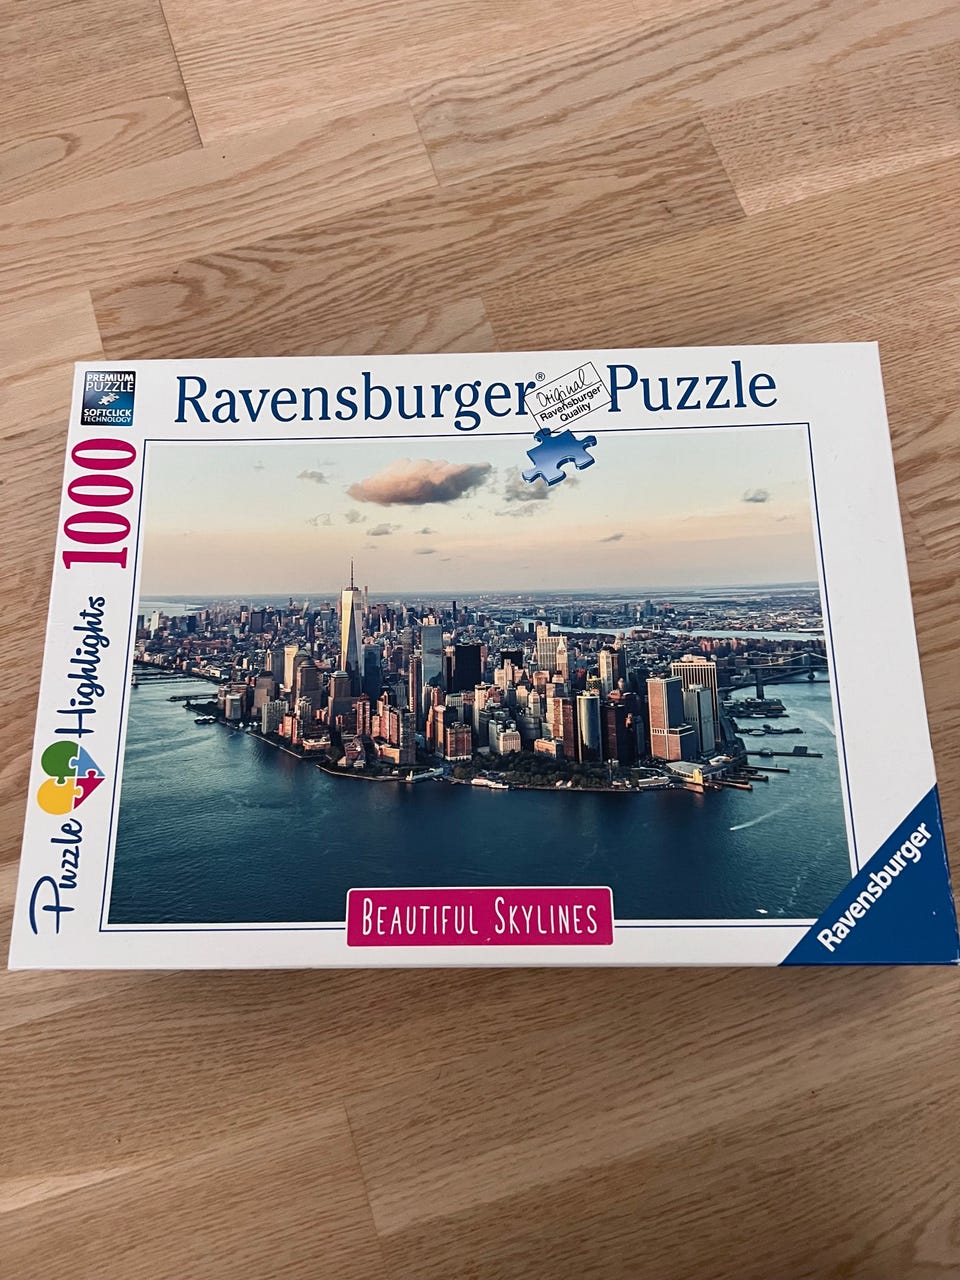 PREMIUM
PUZZLE
SOFTCLICK
TECHNOLOGY
Ravensburger® Puzzle
Original
Ravensburger
Quality
1000
Puzzle Highlights
BEAUTIFUL SKYLINES
Ravensburger